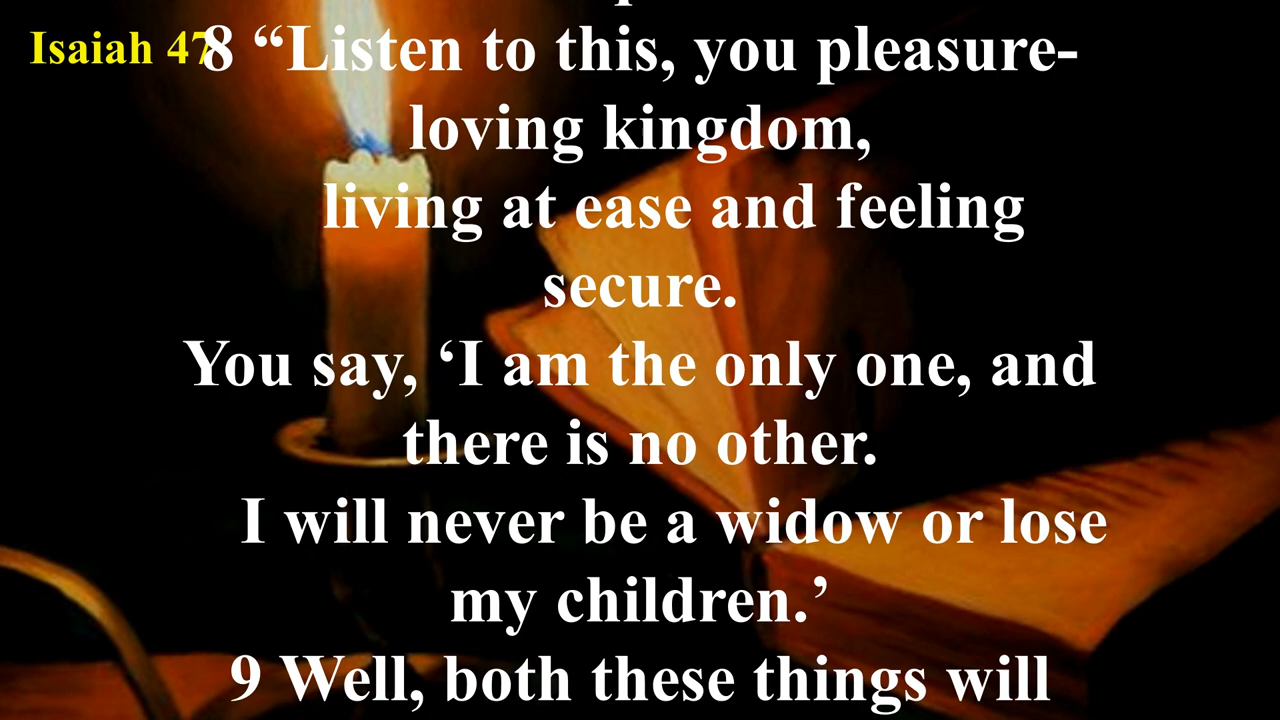 Isaiah 47
8 “Listen to this, you pleasure-
loving kingdom,
living at ease and feeling
secure.
You say, ‘I am the only one, and
there is no other.
I will never be a widow or lose
my children.’
9 Well, both these things will